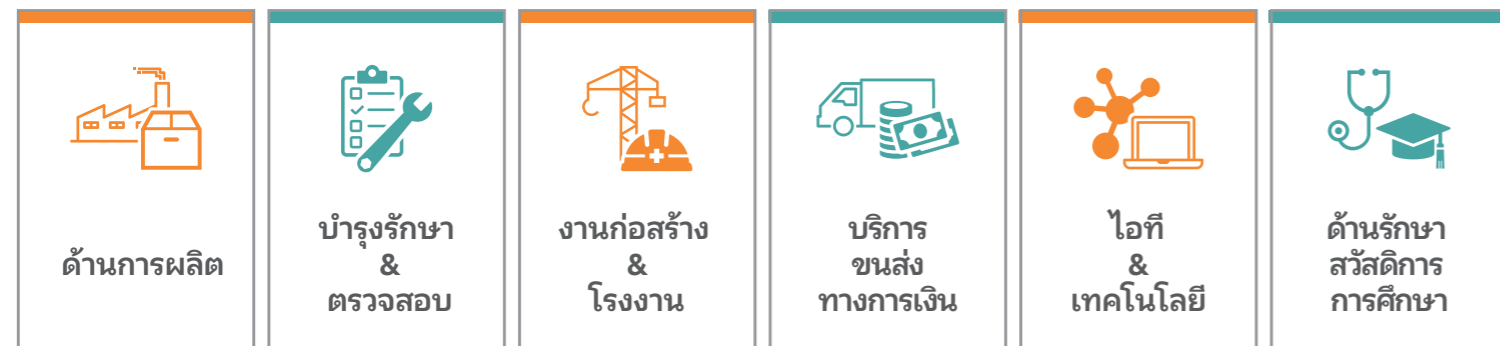 ด้านการผลิต
บำรุงรักษา
&
ตรวจสอบ
งานก่อสร้าง
&
โรงงาน
บริการ
ขนส่ง
ทางการเงิน
ไอที
&
เทคโนโลยี
ด้านรักษา
สวัสดิการ
การศึกษา